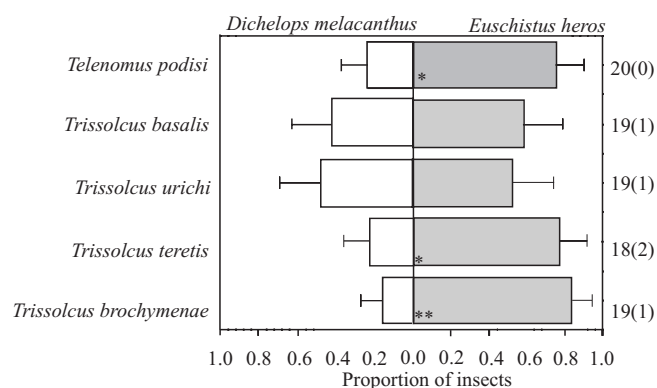 Dichelops melacanthus Euschistus heros
Telenomus podisi * 20(0)
Trissolcus basalis 19(1)
Trissolcus urichi 19(1)
Trissolcus teretis * 18(2)
Trissolcus brochymenae ** 19(1)
1.0 0.8 0.6 0.4 0.2 0.0 0.2 0.4 0.6 0.8 1.0
Proportion of insects